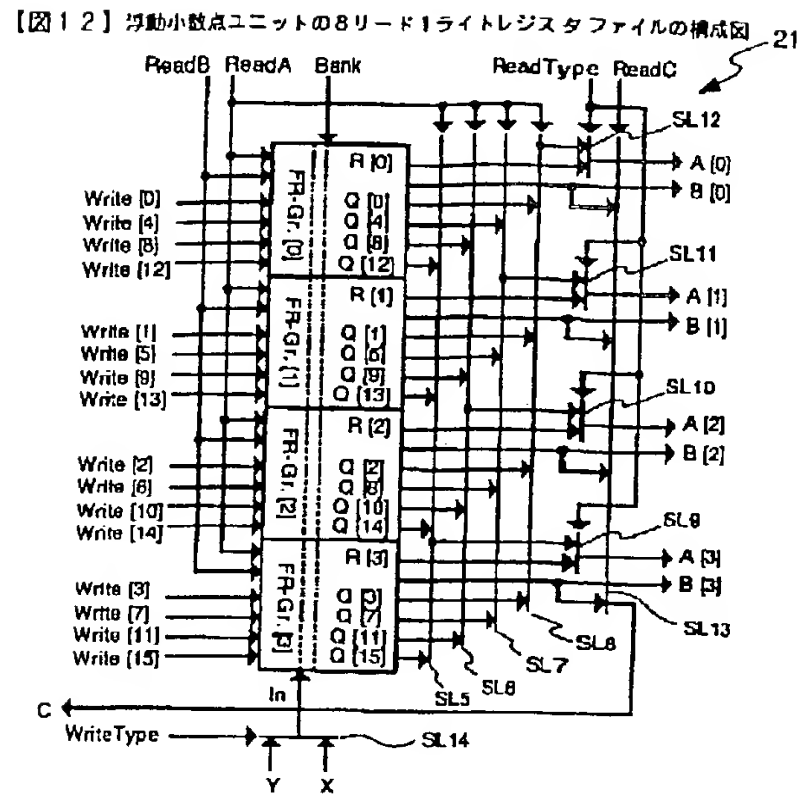 【図12】浮動小数点ユニットの8リード1ライトレジスタファイルの構成図
21
ReadB ReadA Bank ReadType ReadC
SL12
R [0]
A [0]
B [0]
FR-Gr. [0]
Write [0] Q [0]
Write [4] Q [4]
Write [8] Q [8]
Write [12] Q [12]
SL11
R [1]
A [1]
B [1]
FR-Gr. [1]
Write [1] Q [1]
Write [5] Q [5]
Write [9] Q [9]
Write [13] Q [13]
SL10
R [2]
A [2]
B [2]
FR-Gr. [2]
Write [2] Q [2]
Write [6] Q [6]
Write [10] Q [10]
Write [14] Q [14]
SL9
R [3]
A [3]
B [3]
FR-Gr. [3]
Write [3] Q [3]
Write [7] Q [7]
Write [11] Q [11]
Write [15] Q [15]
SL13
SL8
SL7
SL6
SL5
In
C
WriteType
SL14
Y X